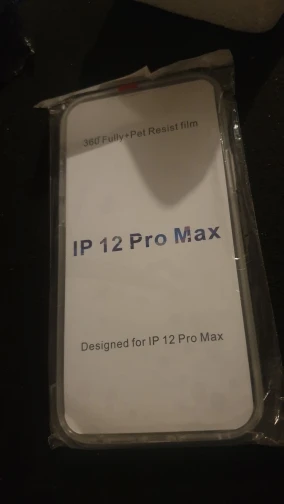 360 Fully+Pet Resist film
IP 12 Pro Max
Designed for IP 12 Pro Max